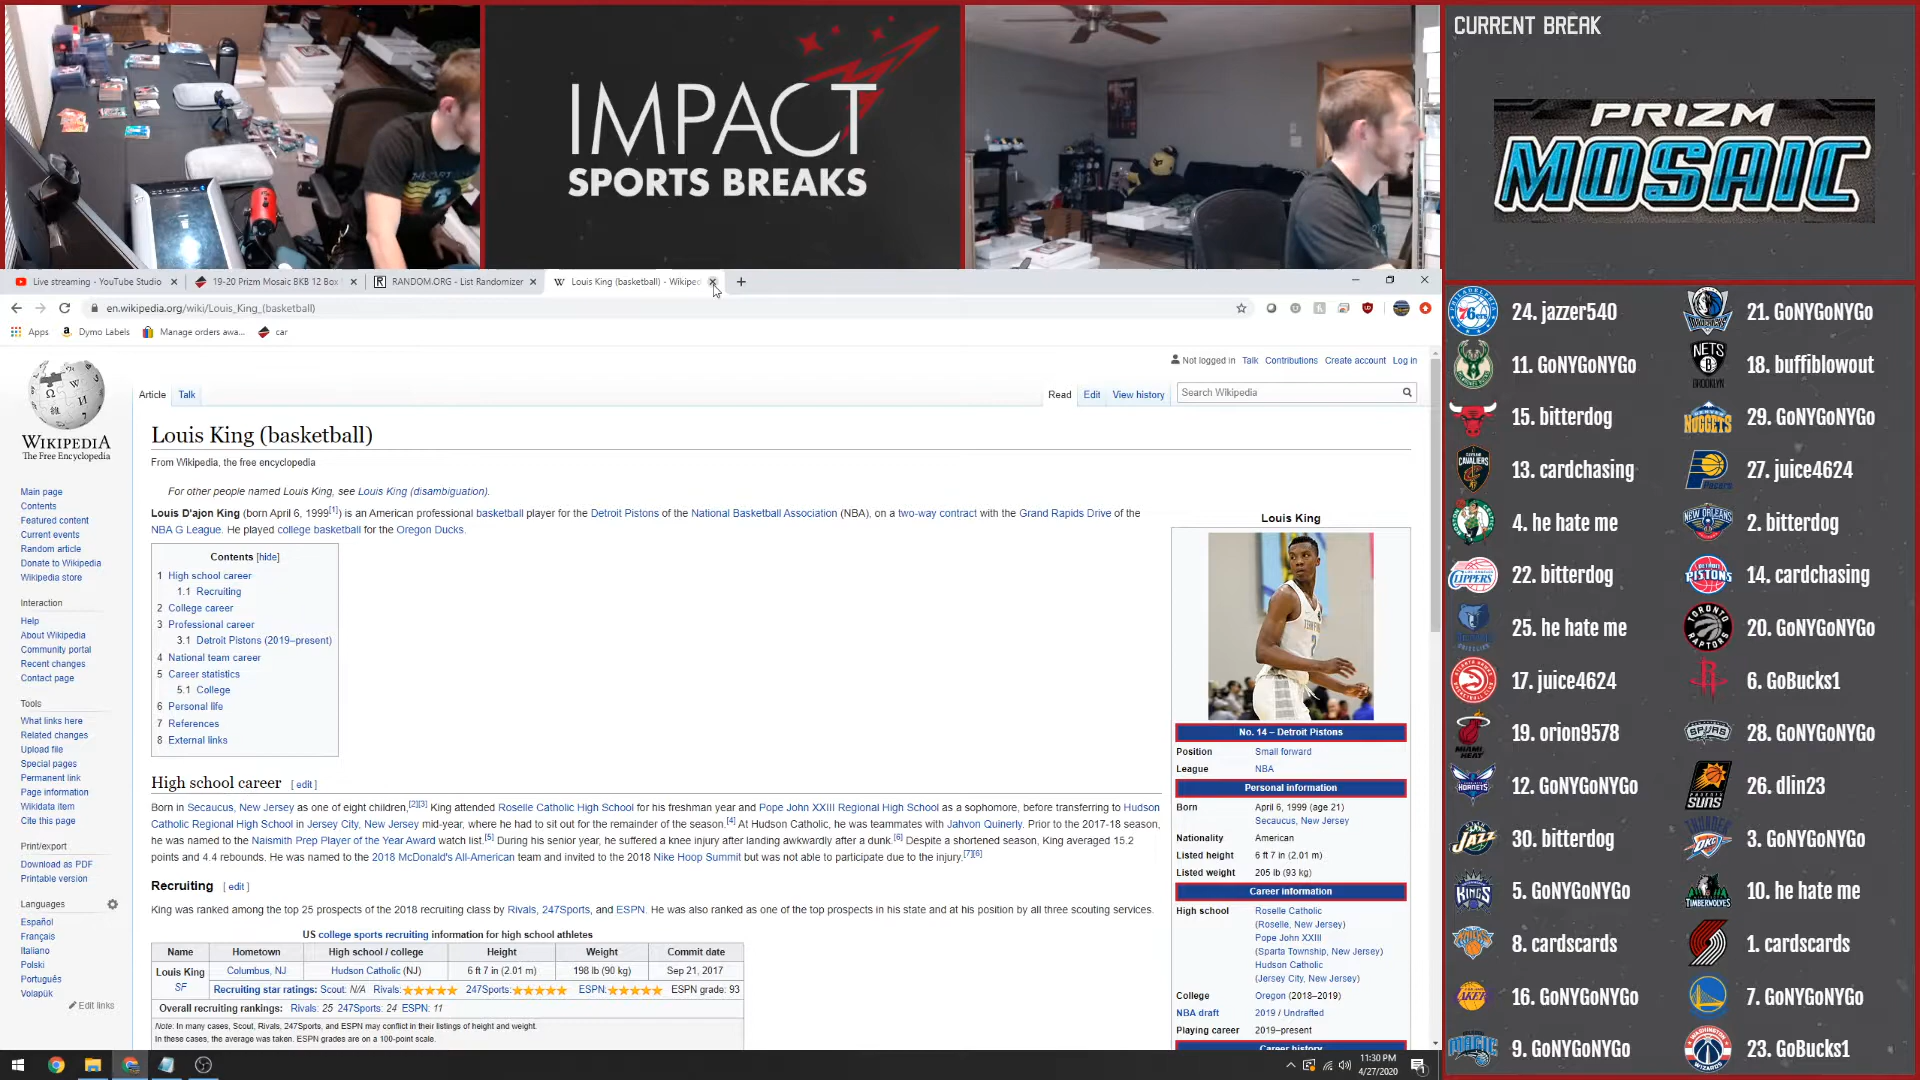 IMPACT
SPORTS BREAKS
CURRENT BREAK
PRIZM
MOSAIC
Live streaming - YouTube Studio
19-20 Prizm Mosaic BKB 12 Box
RANDOM.ORG - List Randomizer
Louis King (basketball) - Wikiped
en.wikipedia.org/wiki/Louis_King_(basketball)
Apps
Dymo Labels
Manage orders awa...
car
Not logged in Talk Contributions Create account Log in
Article Talk
Read Edit View history
Search Wikipedia
WIKIPEDIA
The Free Encyclopedia
Main page
Contents
Featured content
Current events
Random article
Donate to Wikipedia
Wikipedia store
Interaction
Help
About Wikipedia
Community portal
Recent changes
Contact page
Tools
What links here
Related changes
Upload file
Special pages
Permanent link
Page information
Wikidata item
Cite this page
Print/export
Download as PDF
Printable version
Languages
Español
Français
Italiano
Polski
Português
Volapük
Edit links
Louis King (basketball)
From Wikipedia, the free encyclopedia
For other people named Louis King, see Louis King (disambiguation).
Louis D'ajon King (born April 6, 1999[1]) is an American professional basketball player for the Detroit Pistons of the National Basketball Association (NBA), on a two-way contract with the Grand Rapids Drive of the
NBA G League. He played college basketball for the Oregon Ducks.
Contents [hide]
1 High school career
1.1 Recruiting
2 College career
3 Professional career
3.1 Detroit Pistons (2019–present)
4 National team career
5 Career statistics
5.1 College
6 Personal life
7 References
8 External links
High school career [ edit ]
Born in Secaucus, New Jersey as one of eight children,[2][3] King attended Roselle Catholic High School for his freshman year and Pope John XXIII Regional High School as a sophomore, before transferring to Hudson
Catholic Regional High School in Jersey City, New Jersey mid-year, where he had to sit out for the remainder of the season.[4] At Hudson Catholic, he was teammates with Jahvon Quinerly. Prior to the 2017-18 season,
he was named to the Naismith Prep Player of the Year Award watch list.[5] During his senior year, he suffered a knee injury after landing awkwardly after a dunk.[6] Despite a shortened season, King averaged 15.2
points and 4.4 rebounds. He was named to the 2018 McDonald's All-American team and invited to the 2018 Nike Hoop Summit but was not able to participate due to the injury.[7][6]
Recruiting [ edit ]
King was ranked among the top 25 prospects of the 2018 recruiting class by Rivals, 247Sports, and ESPN. He was also ranked as one of the top prospects in his state and at his position by all three scouting services.
US college sports recruiting information for high school athletes
Name Hometown High school / college Height Weight Commit date
Louis King
SF
Columbus, NJ Hudson Catholic (NJ) 6 ft 7 in (2.01 m) 198 lb (90 kg) Sep 21, 2017
Recruiting star ratings: Scout: N/A Rivals: ★★★★★ 247Sports: ★★★★★ ESPN: ★★★★★ ESPN grade: 93
Overall recruiting rankings: Rivals: 25 247Sports: 24 ESPN: 11
Note: In many cases, Scout, Rivals, 247Sports, and ESPN may conflict in their listings of height and weight.
In these cases, the average was taken. ESPN grades are on a 100-point scale.
Louis King
No. 14 – Detroit Pistons
Position Small forward
League NBA
Personal information
Born April 6, 1999 (age 21)
Secaucus, New Jersey
Nationality American
Listed height 6 ft 7 in (2.01 m)
Listed weight 205 lb (93 kg)
Career information
High school Roselle Catholic
(Roselle, New Jersey)
Pope John XXIII
(Sparta Township, New Jersey)
Hudson Catholic
(Jersey City, New Jersey)
College Oregon (2018–2019)
NBA draft 2019 / Undrafted
Playing career 2019–present
Career history
24. jazzer540
21. GoNYGoNYGo
11. GoNYGoNYGo
18. buffiblowout
15. bitterdog
29. GoNYGoNYGo
13. cardchasing
27. juice4624
4. he hate me
2. bitterdog
22. bitterdog
14. cardchasing
25. he hate me
20. GoNYGoNYGo
17. juice4624
6. GoBucks1
19. orion9578
28. GoNYGoNYGo
12. GoNYGoNYGo
26. dlin23
30. bitterdog
3. GoNYGoNYGo
5. GoNYGoNYGo
10. he hate me
8. cardscards
1. cardscards
16. GoNYGoNYGo
7. GoNYGoNYGo
9. GoNYGoNYGo
23. GoBucks1
11:30 PM
4/27/2020